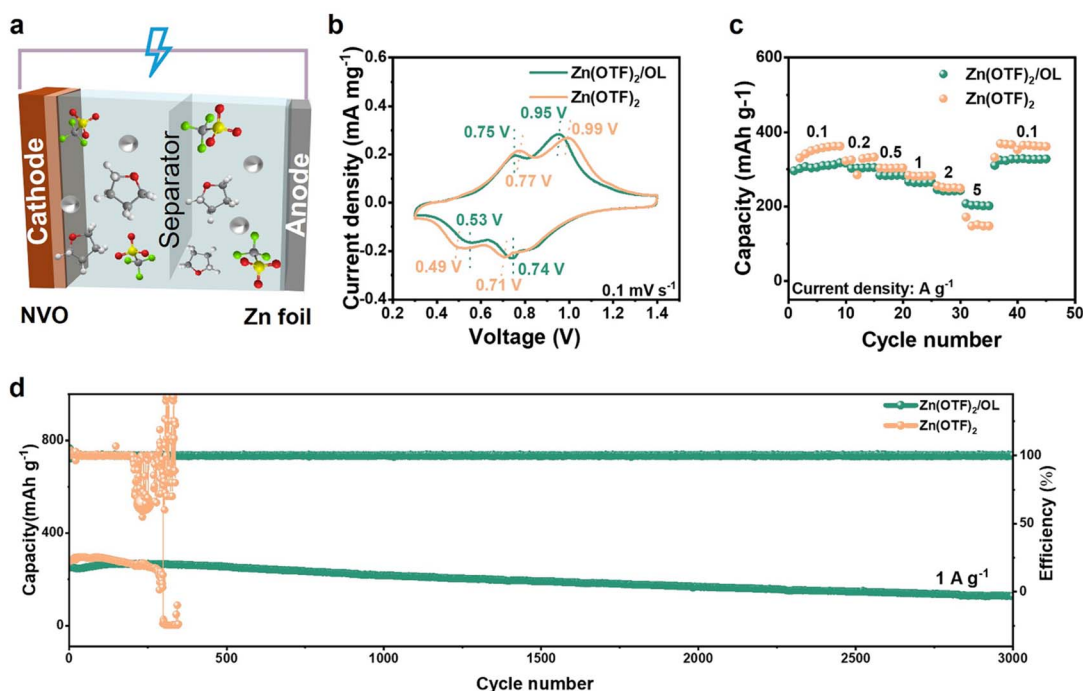 a
Cathode
Separator
Anode
NVO
Zn foil
b
Current density (mA mg⁻¹)
0.6
0.4
0.2
0.0
-0.2
-0.4
Zn(OTF)₂/OL
Zn(OTF)₂
0.95 V
0.75 V
0.99 V
0.77 V
0.53 V
0.49 V
0.71 V
0.74 V
0.1 mV s⁻¹
0.2 0.4 0.6 0.8 1.0 1.2 1.4
Voltage (V)
c
Capacity (mAh g-1)
600
400
200
0
Zn(OTF)₂/OL
Zn(OTF)₂
0.1
0.2
0.5
1
2
5
0.1
Current density: A g⁻¹
0 10 20 30 40 50
Cycle number
d
Capacity(mAh g⁻¹)
800
400
0
Zn(OTF)₂/OL
Zn(OTF)₂
1 A g⁻¹
100
50
0
Efficiency (%)
0 500 1000 1500 2000 2500 3000
Cycle number